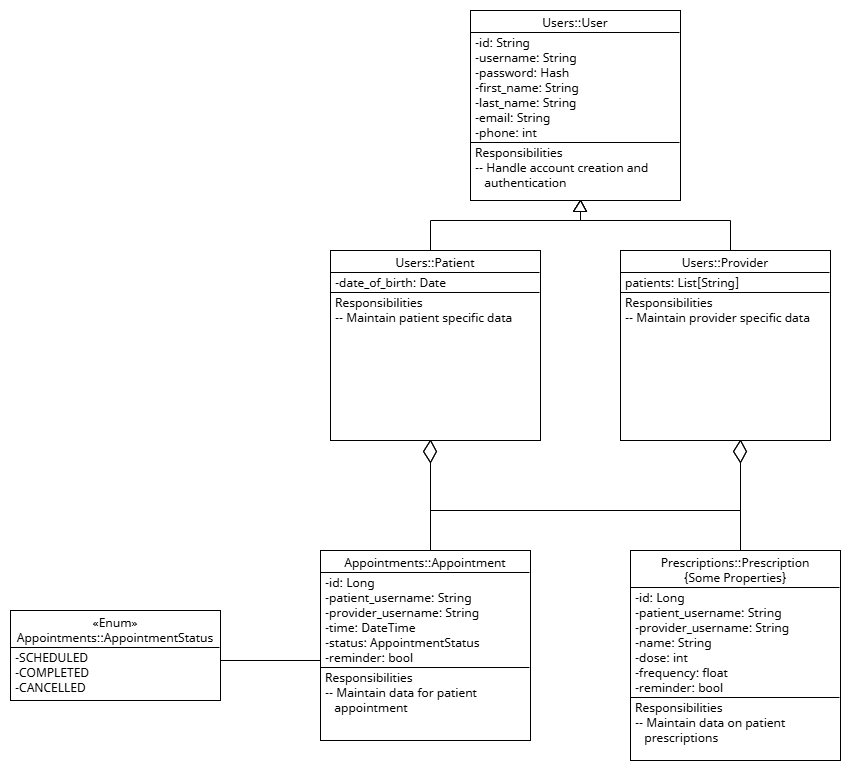 Users::User
-id: String
-username: String
-password: Hash
-first_name: String
-last_name: String
-email: String
-phone: int
Responsibilities
-- Handle account creation and
authentication
Users::Patient
-date_of_birth: Date
Responsibilities
-- Maintain patient specific data
Users::Provider
patients: List[String]
Responsibilities
-- Maintain provider specific data
«Enum»
Appointments::AppointmentStatus
-SCHEDULED
-COMPLETED
-CANCELLED
Appointments::Appointment
-id: Long
-patient_username: String
-provider_username: String
-time: DateTime
-status: AppointmentStatus
-reminder: bool
Responsibilities
-- Maintain data for patient
appointment
Prescriptions::Prescription
{Some Properties}
-id: Long
-patient_username: String
-provider_username: String
-name: String
-dose: int
-frequency: float
-reminder: bool
Responsibilities
-- Maintain data on patient
prescriptions